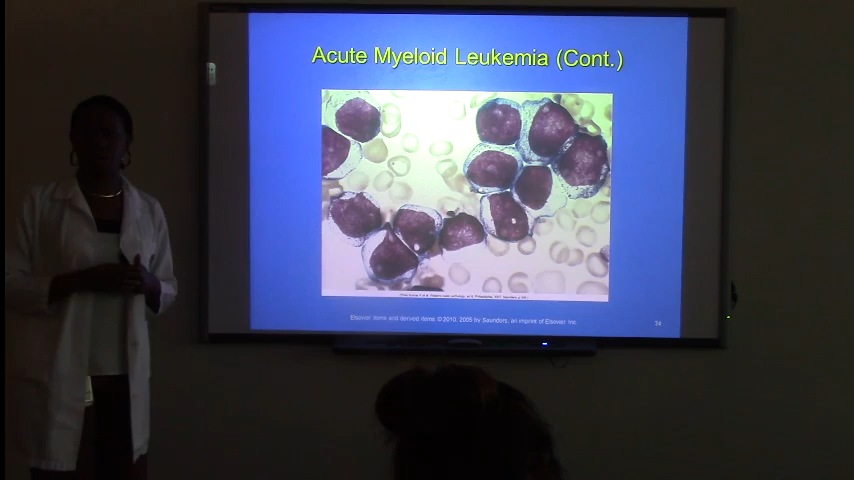 Acute Myeloid Leukemia (Cont.)
Elsevier items and derived items © 2010, 2005 by Saunders, an imprint of Elsevier Inc.
34